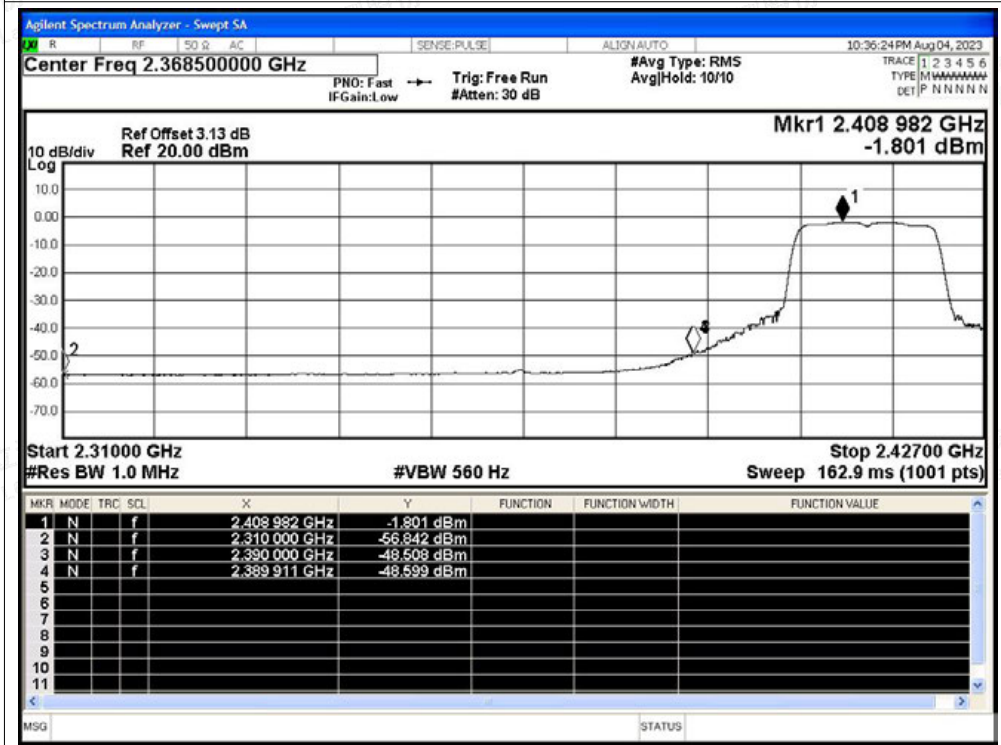 Agilent Spectrum Analyzer - Swept SA
LXI R RF 50 Ω AC SENSE:PULSE ALIGN AUTO 10:36:24 PM Aug 04, 2023
Center Freq 2.368500000 GHz
PNO: Fast Trig: Free Run #Avg Type: RMS TRACE 1 2 3 4 5 6
IFGain:Low #Atten: 30 dB Avg|Hold: 10/10 TYPE M
DET P N N N N N
Ref Offset 3.13 dB Mkr1 2.408 982 GHz
10 dB/div Ref 20.00 dBm -1.801 dBm
Log
10.0
0.00
-10.0
-20.0
-30.0
-40.0
-50.0
-60.0
-70.0
1
2
Start 2.31000 GHz Stop 2.42700 GHz
#Res BW 1.0 MHz #VBW 560 Hz Sweep 162.9 ms (1001 pts)
MKR MODE TRC SCL X Y FUNCTION FUNCTION WIDTH FUNCTION VALUE
1 N f 2.408 982 GHz -1.801 dBm
2 N f 2.310 000 GHz -56.842 dBm
3 N f 2.390 000 GHz -48.508 dBm
4 N f 2.389 911 GHz -48.599 dBm
5
6
7
8
9
10
11
MSG STATUS